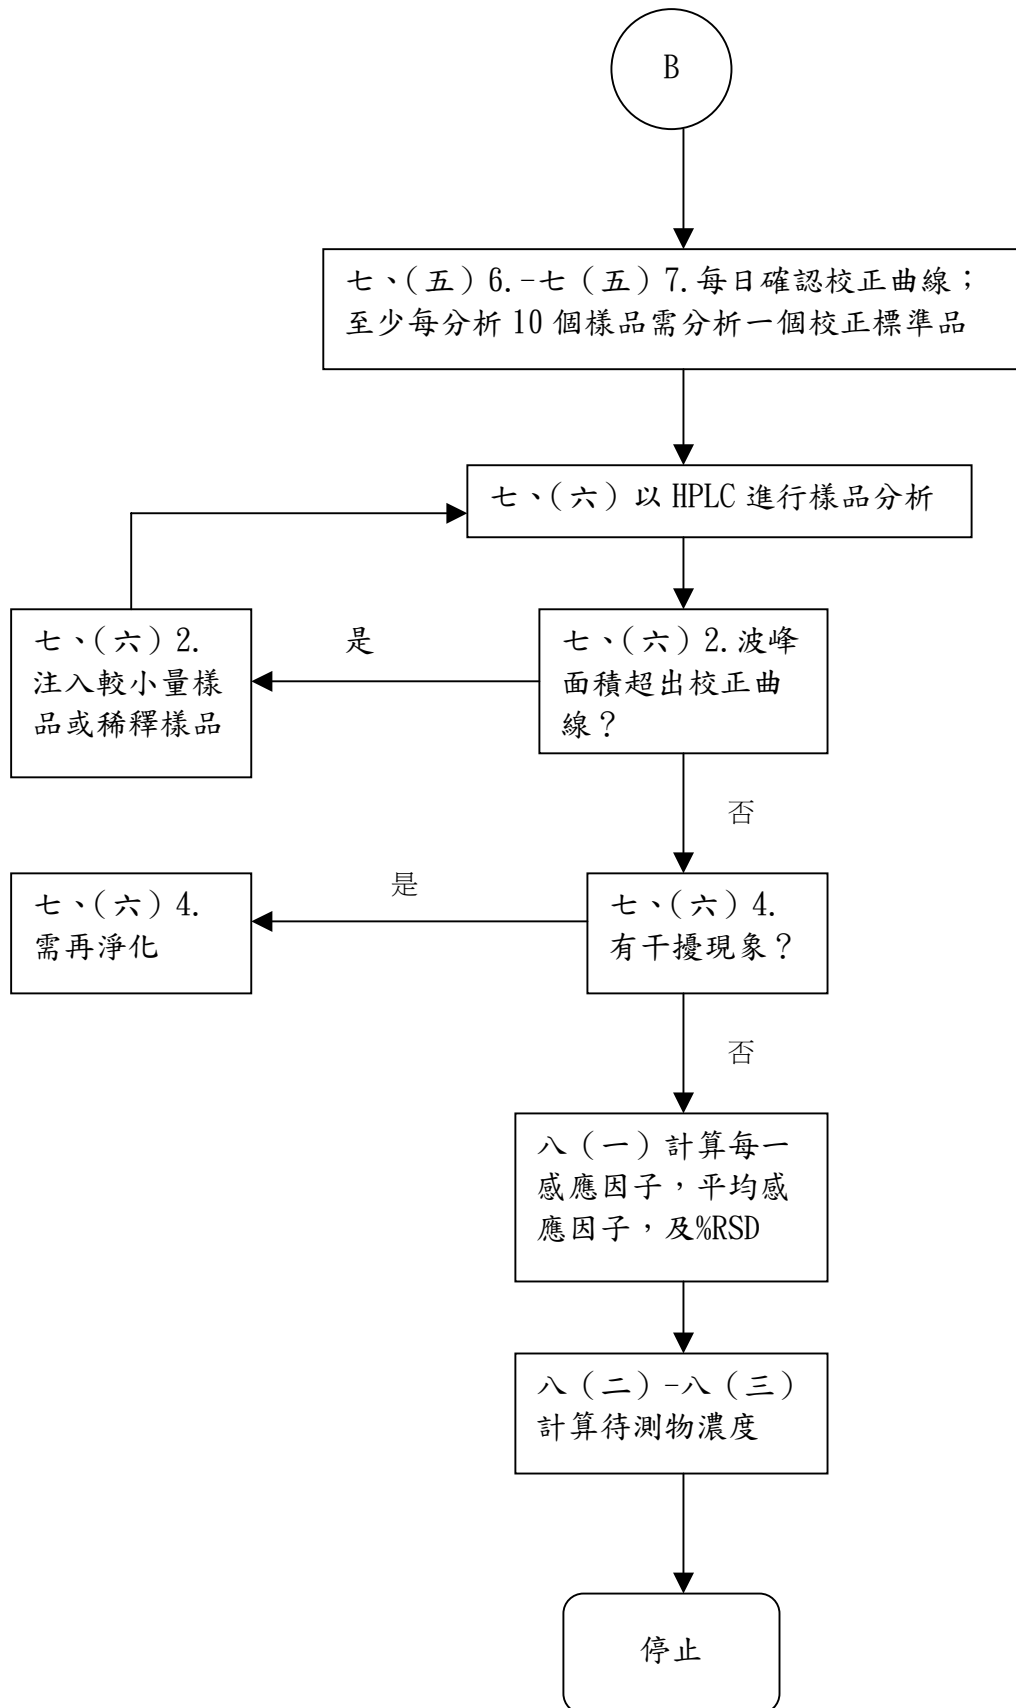 B
七、(五) 6.-七 (五) 7.每日確認校正曲線；
至少每分析 10 個樣品需分析一個校正標準品
七、(六) 以 HPLC 進行樣品分析
七、(六) 2.
注入較小量樣
品或稀釋樣品
是
七、(六) 2.波峰
面積超出校正曲
線？
否
七、(六) 4.
需再淨化
是
七、(六) 4.
有干擾現象？
否
八 (一) 計算每一
感應因子，平均感
應因子，及%RSD
八 (二) -八 (三)
計算待測物濃度
停止